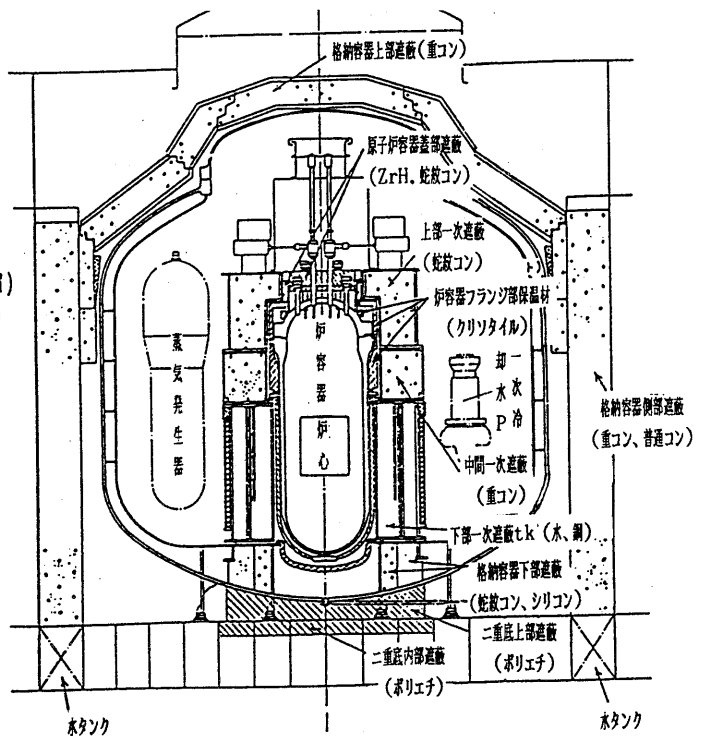 格納容器上部遮蔽(重コン)
原子炉容器蓋部遮蔽
(ZrH、蛇紋コン)
上部一次遮蔽
(蛇紋コン)
炉容器フランジ部保温材
(クリソタイル)
蒸気発生器
炉容器
炉心
一次冷
却水P
格納容器側部遮蔽
(重コン、普通コン)
中間一次遮蔽
(重コン)
下部一次遮蔽tk(水、鋼)
格納容器下部遮蔽
(蛇紋コン、シリコン)
二重底上部遮蔽
(ポリエチ)
二重底内部遮蔽
(ポリエチ)
水タンク
水タンク